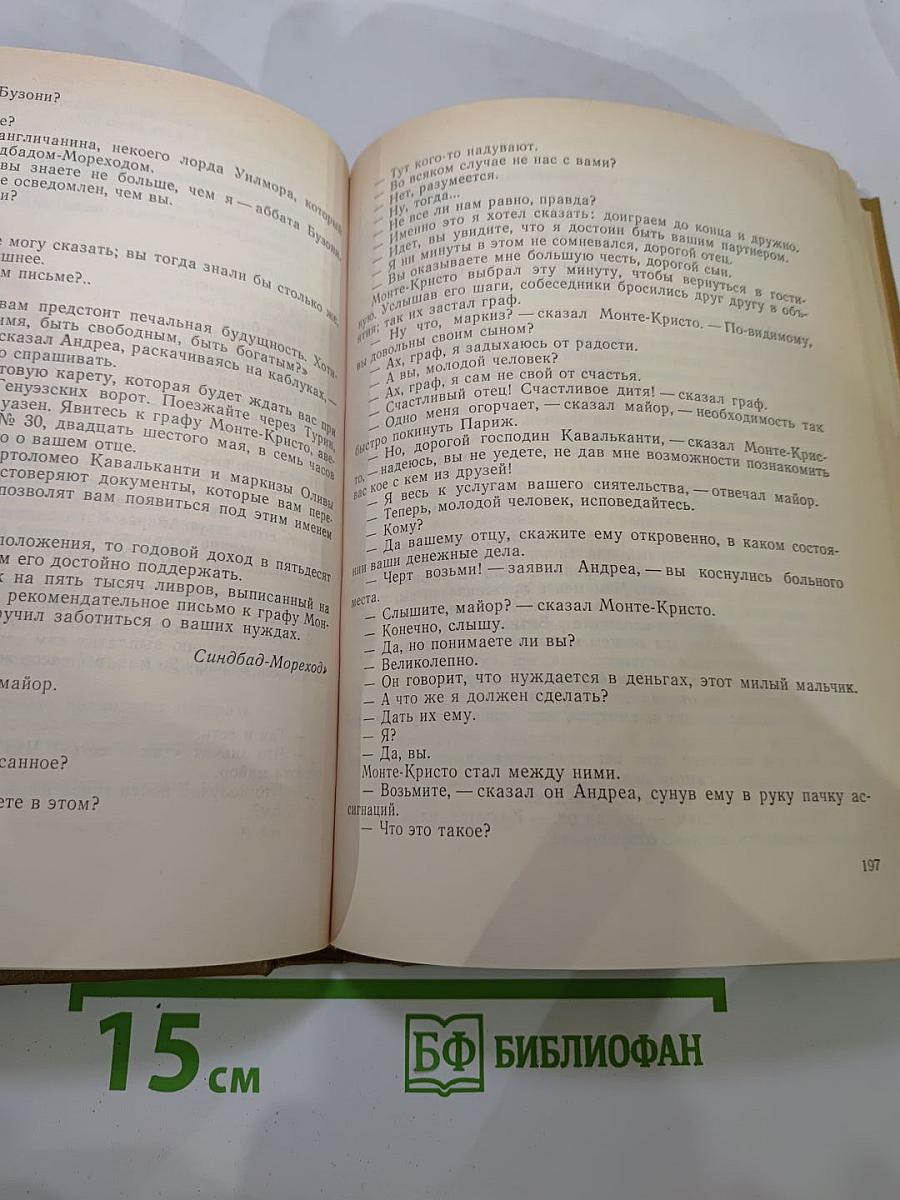 Бузони?
е?
англичанина, некоего лорда Уилмора, который
дбадом-Мореходом.
вы знаете не больше, чем я — аббата Бузони.
е осведомлен, чем вы.
и?
е могу сказать; вы тогда знали бы столько же,
шнее.
м письме?..
вам предстоит печальная будущность. Хоти-
имя, быть свободным, быть богатым?»
сказал Андреа, раскачиваясь на каблуках, —
о спрашивать.
товую карету, которая будет ждать вас при
Генуэзских ворот. Поезжайте через Турин,
уазен. Явитесь к графу Монте-Кристо, аве-
№ 30, двадцать шестого мая, в семь часов
о о вашем отце.
ртоломео Кавальканти и маркизы Оливы
стоверяют документы, которые вам пере-
позволят вам появиться под этим именем
положения, то годовой доход в пятьдесят
м его достойно поддержать.
к на пять тысяч ливров, выписанный на
рекомендательное письмо к графу Мон-
ручил заботиться о ваших нуждах.
Синдбад-Мореход»
майор.
санное?
ете в этом?
— Тут кого-то надувают.
— Во всяком случае не нас с вами?
— Нет, разумеется.
— Ну, тогда...
— Не все ли нам равно, правда?
— Именно это я хотел сказать: доиграем до конца и дружно.
— Идет, вы увидите, что я достоин быть вашим партнером.
— Я ни минуты в этом не сомневался, дорогой отец.
— Вы оказываете мне большую честь, дорогой сын.
Монте-Кристо выбрал эту минуту, чтобы вернуться в гости-
ную. Услышав его шаги, собеседники бросились друг другу в объ-
ятия; так их застал граф.
— Ну что, маркиз? — сказал Монте-Кристо. — По-видимому,
вы довольны своим сыном?
— Ах, граф, я задыхаюсь от радости.
— А вы, молодой человек?
— Ах, граф, я сам не свой от счастья.
— Счастливый отец! Счастливое дитя! — сказал граф.
— Одно меня огорчает, — сказал майор, — необходимость так
быстро покинуть Париж.
— Но, дорогой господин Кавальканти, — сказал Монте-Крис-
то, — надеюсь, вы не уедете, не дав мне возможности познакомить
вас кое с кем из друзей!
— Я весь к услугам вашего сиятельства, — отвечал майор.
— Теперь, молодой человек, исповедайтесь.
— Кому?
— Да вашему отцу, скажите ему откровенно, в каком состоя-
нии ваши денежные дела.
— Черт возьми! — заявил Андреа, — вы коснулись больного
места.
— Слышите, майор? — сказал Монте-Кристо.
— Конечно, слышу.
— Да, но понимаете ли вы?
— Великолепно.
— Он говорит, что нуждается в деньгах, этот милый мальчик.
— А что же я должен сделать?
— Дать их ему.
— Я?
— Да, вы.
Монте-Кристо стал между ними.
— Возьмите, — сказал он Андреа, сунув ему в руку пачку ас-
сигнаций.
— Что это такое?
197
15 см
БФ БИБЛИОФАН